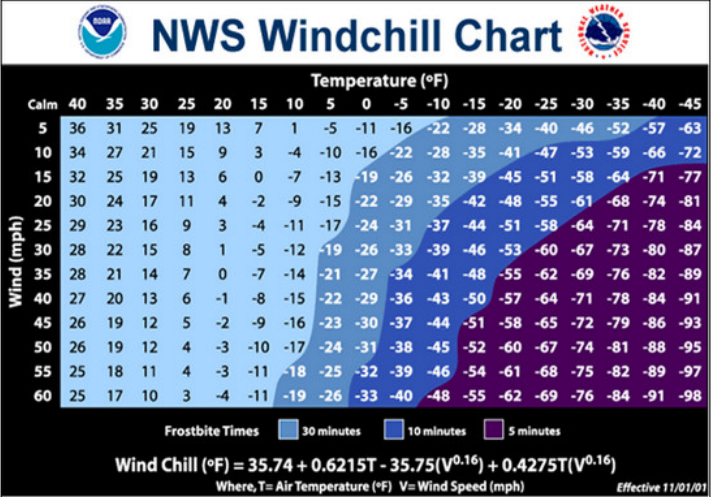 NOAA
NWS Windchill Chart
Temperature (ºF)
Calm 40 35 30 25 20 15 10 5 0 -5 -10 -15 -20 -25 -30 -35 -40 -45
5 36 31 25 19 13 7 1 -5 -11 -16 -22 -28 -34 -40 -46 -52 -57 -63
10 34 27 21 15 9 3 -4 -10 -16 -22 -28 -35 -41 -47 -53 -59 -66 -72
15 32 25 19 13 6 0 -7 -13 -19 -26 -32 -39 -45 -51 -58 -64 -71 -77
20 30 24 17 11 4 -2 -9 -15 -22 -29 -35 -42 -48 -55 -61 -68 -74 -81
25 29 23 16 9 3 -4 -11 -17 -24 -31 -37 -44 -51 -58 -64 -71 -78 -84
30 28 22 15 8 1 -5 -12 -19 -26 -33 -39 -46 -53 -60 -67 -73 -80 -87
35 28 21 14 7 0 -7 -14 -21 -27 -34 -41 -48 -55 -62 -69 -76 -82 -89
40 27 20 13 6 -1 -8 -15 -22 -29 -36 -43 -50 -57 -64 -71 -78 -84 -91
45 26 19 12 5 -2 -9 -16 -23 -30 -37 -44 -51 -58 -65 -72 -79 -86 -93
50 26 19 12 4 -3 -10 -17 -24 -31 -38 -45 -52 -60 -67 -74 -81 -88 -95
55 25 18 11 4 -3 -11 -18 -25 -32 -39 -46 -54 -61 -68 -75 -82 -89 -97
60 25 17 10 3 -4 -11 -19 -26 -33 -40 -48 -55 -62 -69 -76 -84 -91 -98
Wind (mph)
Frostbite Times 30 minutes 10 minutes 5 minutes
Wind Chill (ºF) = 35.74 + 0.6215T - 35.75(V0.16) + 0.4275T(V0.16)
Where, T= Air Temperature (ºF) V= Wind Speed (mph)
Effective 11/01/01